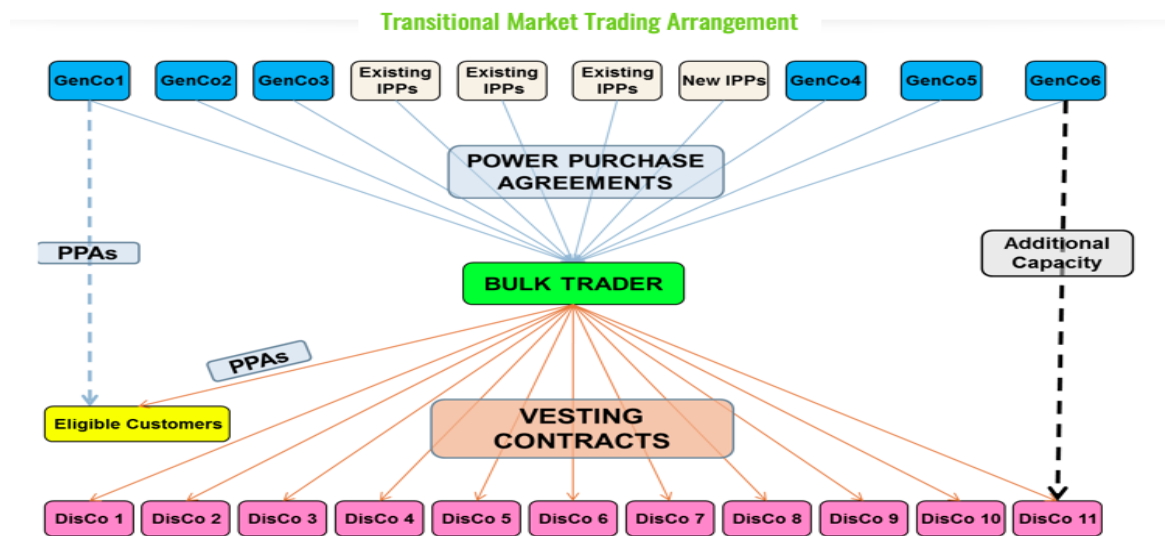 Transitional Market Trading Arrangement
GenCo1
GenCo2
GenCo3
Existing
IPPs
Existing
IPPs
Existing
IPPs
New IPPs
GenCo4
GenCo5
GenCo6
POWER PURCHASE
AGREEMENTS
PPAs
Additional
Capacity
BULK TRADER
PPAs
Eligible Customers
VESTING
CONTRACTS
DisCo 1
DisCo 2
DisCo 3
DisCo 4
DisCo 5
DisCo 6
DisCo 7
DisCo 8
DisCo 9
DisCo 10
DisCo 11